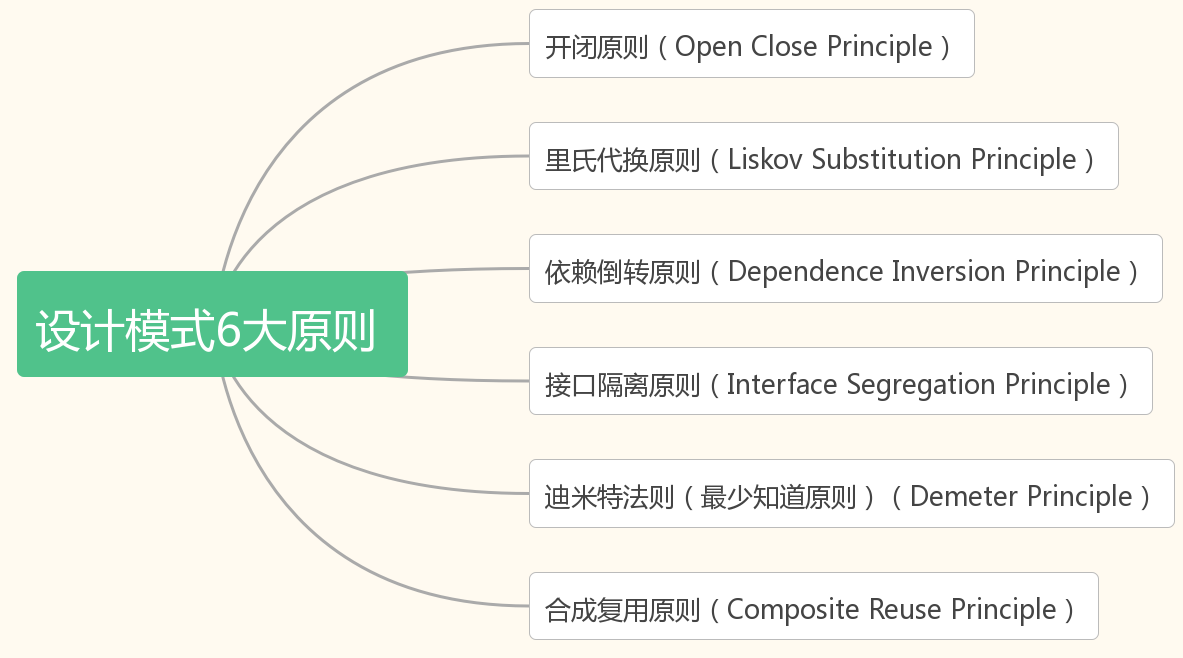 开闭原则（Open Close Principle）
里氏代换原则（Liskov Substitution Principle）
依赖倒转原则（Dependence Inversion Principle）
设计模式6大原则
接口隔离原则（Interface Segregation Principle）
迪米特法则（最少知道原则）（Demeter Principle）
合成复用原则（Composite Reuse Principle）